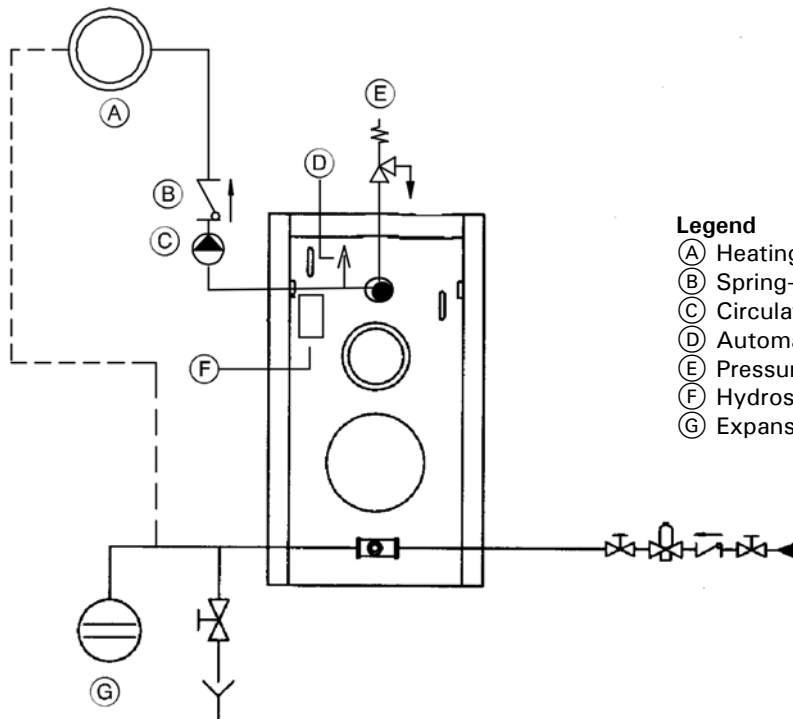 A
B
C
D
E
F
G
Legend
A Heating
B Spring-
C Circula
D Automa
E Pressur
F Hydros
G Expans